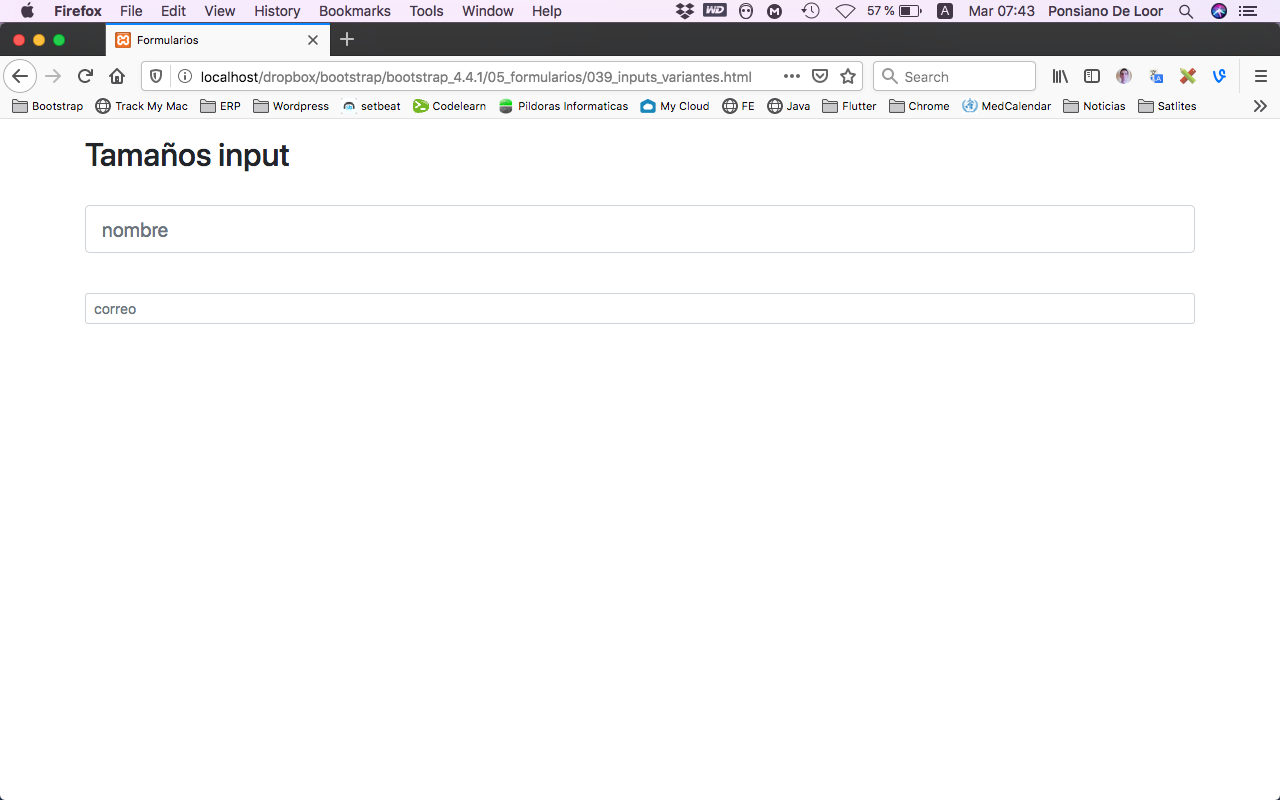 Firefox File Edit View History Bookmarks Tools Window Help WD M 57 % A Mar 07:43 Ponsiano De Loor
Formularios
localhost/dropbox/bootstrap/bootstrap_4.4.1/05_formularios/039_inputs_variantes.html Search
Bootstrap Track My Mac ERP Wordpress setbeat Codelearn Pildoras Informaticas My Cloud FE Java Flutter Chrome MedCalendar Noticias Satlites
Tamaños input
nombre
correo